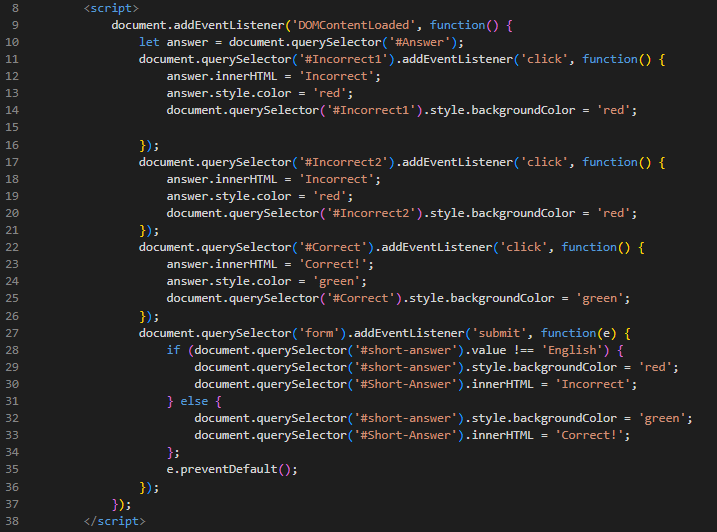 8 <script>
9 document.addEventListener('DOMContentLoaded', function() {
10 let answer = document.querySelector('#Answer');
11 document.querySelector('#Incorrect1').addEventListener('click', function() {
12 answer.innerHTML = 'Incorrect';
13 answer.style.color = 'red';
14 document.querySelector('#Incorrect1').style.backgroundColor = 'red';
15
16 });
17 document.querySelector('#Incorrect2').addEventListener('click', function() {
18 answer.innerHTML = 'Incorrect';
19 answer.style.color = 'red';
20 document.querySelector('#Incorrect2').style.backgroundColor = 'red';
21 });
22 document.querySelector('#Correct').addEventListener('click', function() {
23 answer.innerHTML = 'Correct!';
24 answer.style.color = 'green';
25 document.querySelector('#Correct').style.backgroundColor = 'green';
26 });
27 document.querySelector('form').addEventListener('submit', function(e) {
28 if (document.querySelector('#short-answer').value !== 'English') {
29 document.querySelector('#short-answer').style.backgroundColor = 'red';
30 document.querySelector('#Short-Answer').innerHTML = 'Incorrect';
31 } else {
32 document.querySelector('#short-answer').style.backgroundColor = 'green';
33 document.querySelector('#Short-Answer').innerHTML = 'Correct!';
34 };
35 e.preventDefault();
36 });
37 });
38 </script>